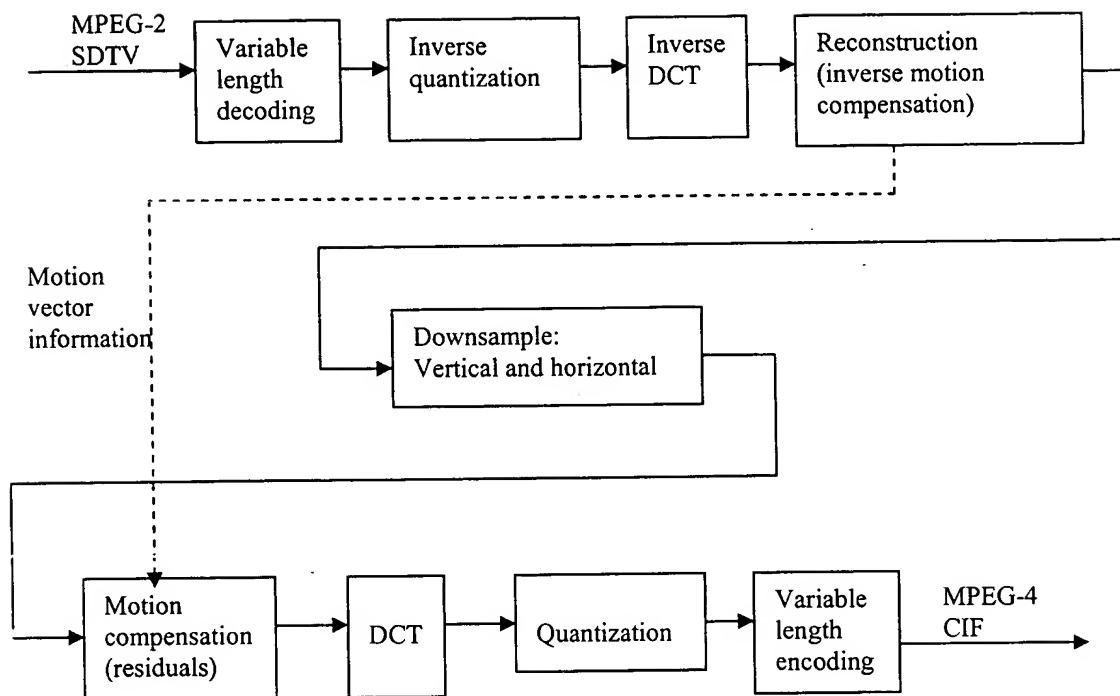 MPEG-2
SDTV
Variable
length
decoding
Inverse
quantization
Inverse
DCT
Reconstruction
(inverse motion
compensation)
Motion
vector
information
Downsample:
Vertical and horizontal
Motion
compensation
(residuals)
DCT
Quantization
Variable
length
encoding
MPEG-4
CIF